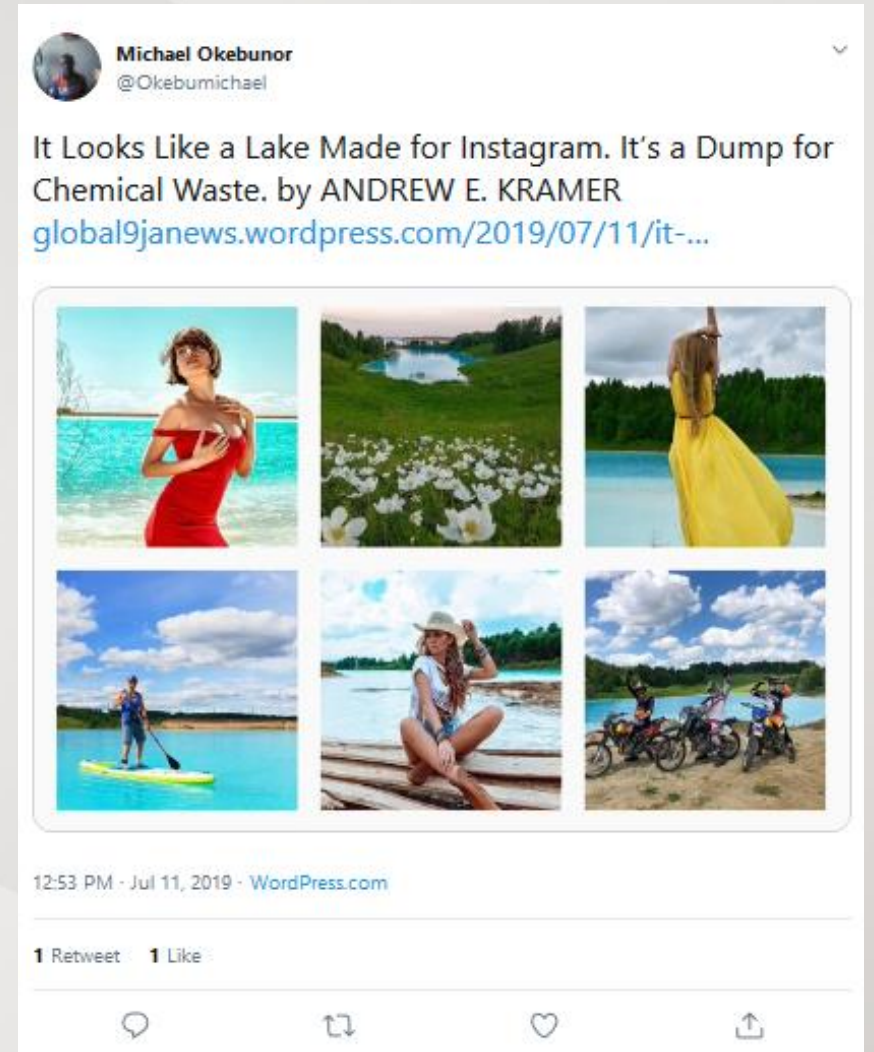 Michael Okebunor
@Okebumichael
It Looks Like a Lake Made for Instagram. It's a Dump for
Chemical Waste. by ANDREW E. KRAMER
global9janews.wordpress.com/2019/07/11/it-...
12:53 PM · Jul 11, 2019 · WordPress.com
1 Retweet 1 Like